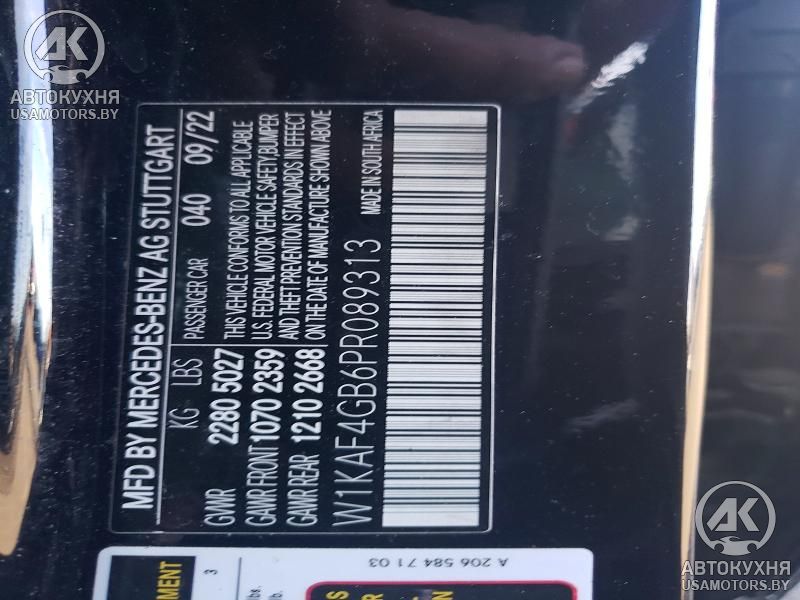 AK
АВТОКУХНЯ
USAMOTORS.BY
MFD BY MERCEDES-BENZ AG STUTTGART
KG LBS PASSENGER CAR 040 09/22
GVWR 2280 5027
GAWR FRONT 1070 2359
GAWR REAR 1210 2668
THIS VEHICLE CONFORMS TO ALL APPLICABLE
U.S. FEDERAL MOTOR VEHICLE SAFETY, BUMPER
AND THEFT PREVENTION STANDARDS IN EFFECT
ON THE DATE OF MANUFACTURE SHOWN ABOVE
W1KAF4GB6PR089313 MADE IN SOUTH AFRICA
A 206 584 71 03
3
AK
АВТОКУХНЯ
USAMOTORS.BY